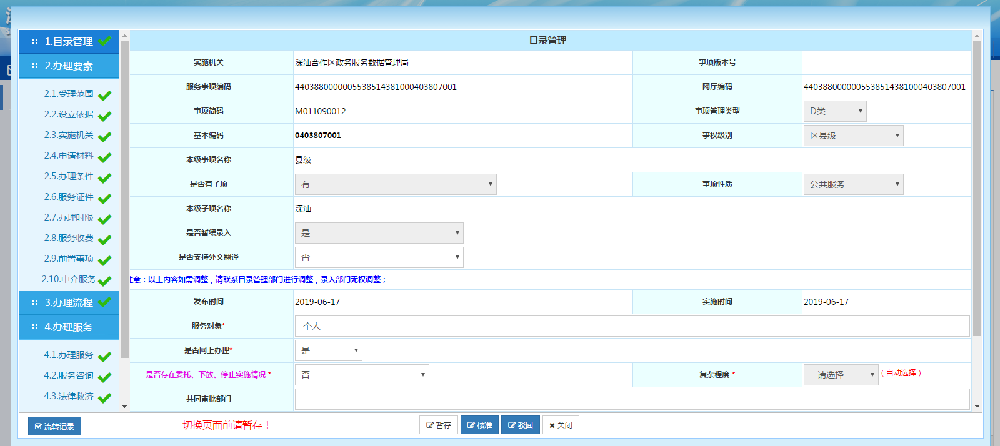 1.目录管理
2.办理要素
2.1.受理范围
2.2.设立依据
2.3.实施机关
2.4.申请材料
2.5.办理条件
2.6.服务证件
2.7.办理时限
2.8.服务收费
2.9.前置事项
2.10.中介服务
3.办理流程
4.办理服务
4.1.办理服务
4.2.服务咨询
4.3.法律救济
目录管理
实施机关 深汕合作区政务服务数据管理局 事项版本号
服务事项编码 44038800000055385143810004038​07001 网厅编码 4403880000005538514381000403807001
事项简码 M011090012 事项管理类型 D类
基本编码 0403807001 事权级别 区县级
本级事项名称 县级
是否有子项 有 事项性质 公共服务
本级子项名称 深汕
是否暂缓录入 是
是否支持外文翻译 否
注意：以上内容如需调整，请联系目录管理部门进行调整，录入部门无权调整；
发布时间 2019-06-17 实施时间 2019-06-17
服务对象* 个人
是否网上办理* 是
是否存在委托、下放、停止实施情况 * 否 复杂程度 * --请选择-- （自动选择）
共同审批部门
流转记录 切换页面前请暂存！ 暂存 核准 驳回 关闭